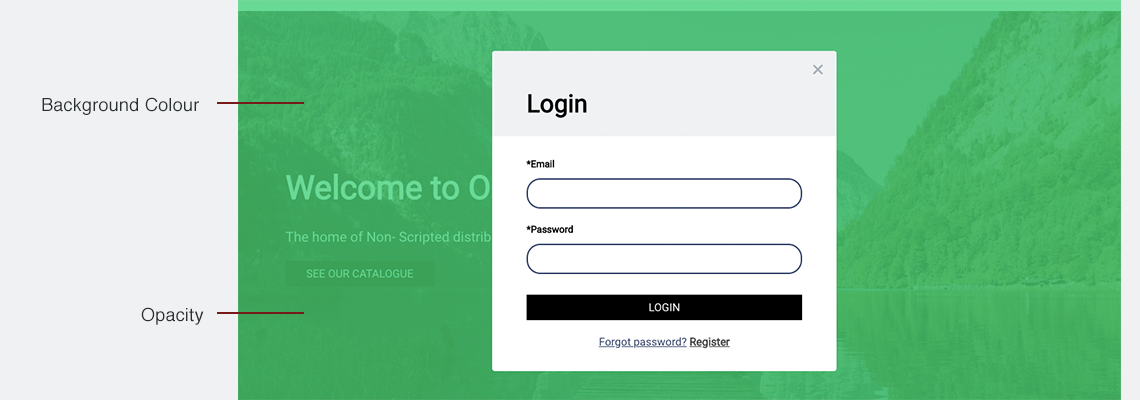 Background Colour
Opacity
Welcome to O
The home of Non- Scripted distrib
SEE OUR CATALOGUE
Login
*Email
*Password
LOGIN
Forgot password? Register